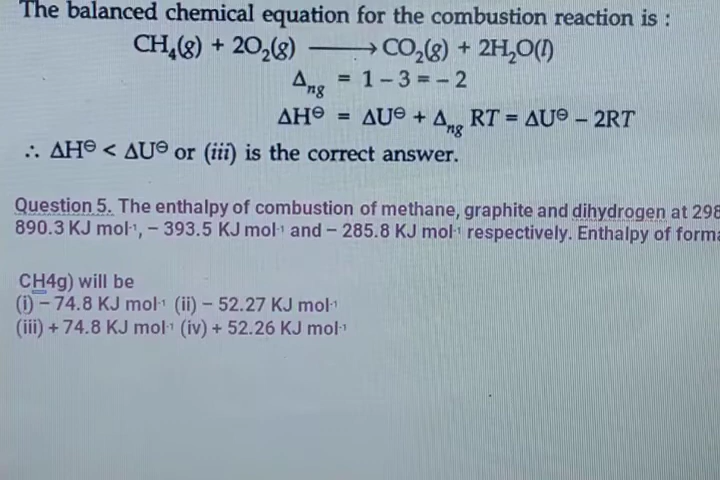 The balanced chemical equation for the combustion reaction is :
CH₄(g) + 2O₂(g) ⟶ CO₂(g) + 2H₂O(l)
Δng = 1 – 3 = – 2
ΔH⊖ = ΔU⊖ + Δng RT = ΔU⊖ – 2RT
∴ ΔH⊖ < ΔU⊖ or (iii) is the correct answer.
Question 5. The enthalpy of combustion of methane, graphite and dihydrogen at 298
890.3 KJ mol-¹, – 393.5 KJ mol-¹ and – 285.8 KJ mol-¹ respectively. Enthalpy of forma
CH4g) will be
(i) – 74.8 KJ mol-¹ (ii) – 52.27 KJ mol-¹
(iii) + 74.8 KJ mol-¹ (iv) + 52.26 KJ mol-¹